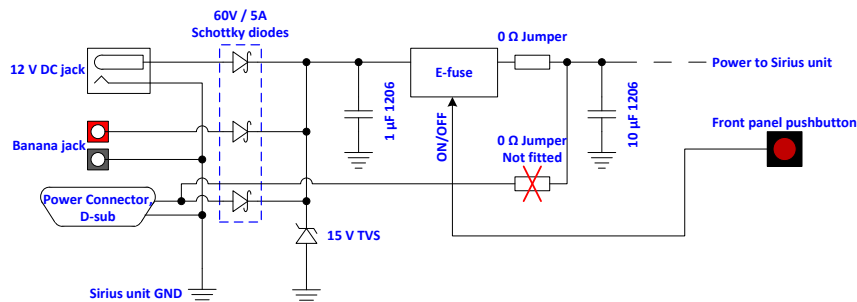 60V / 5A
Schottky diodes
12 V DC jack
0 Ω Jumper
E-fuse
Power to Sirius unit
1 µF 1206
10 µF 1206
Front panel pushbutton
ON/OFF
0 Ω Jumper
Not fitted
Banana jack
Power Connector,
D-sub
15 V TVS
Sirius unit GND